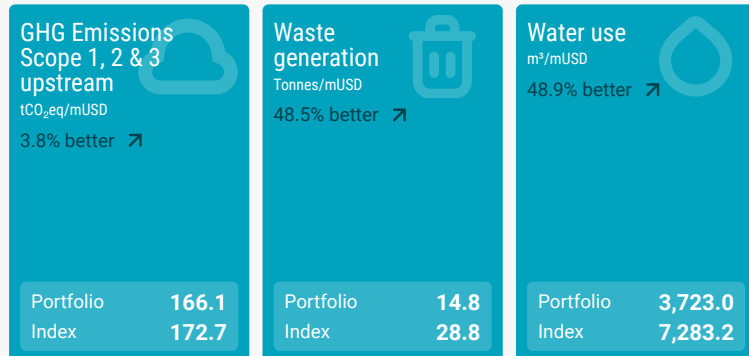 GHG Emissions
Scope 1, 2 & 3
upstream
tCO₂eq/mUSD
3.8% better
Portfolio 166.1
Index 172.7
Waste
generation
Tonnes/mUSD
48.5% better
Portfolio 14.8
Index 28.8
Water use
m³/mUSD
48.9% better
Portfolio 3,723.0
Index 7,283.2